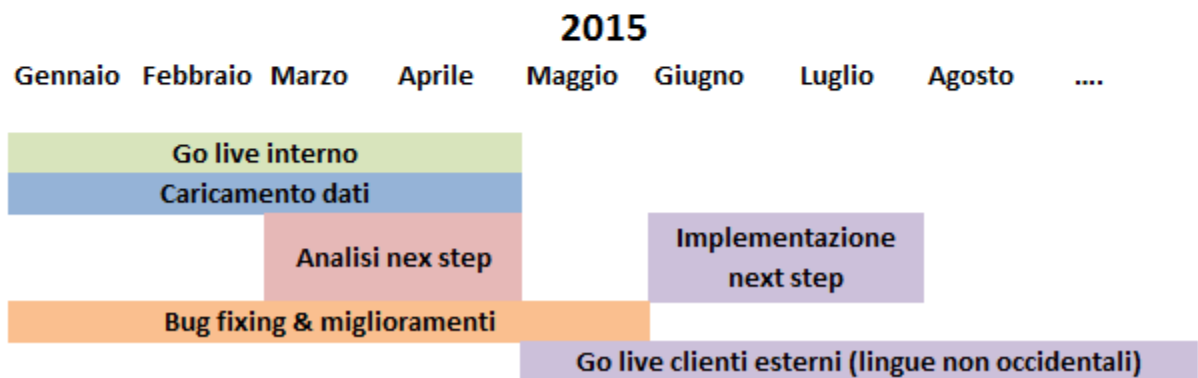 2015
Gennaio Febbraio Marzo Aprile Maggio Giugno Luglio Agosto ....
Go live interno
Caricamento dati
Analisi nex step
Implementazione
next step
Bug fixing & miglioramenti
Go live clienti esterni (lingue non occidentali)